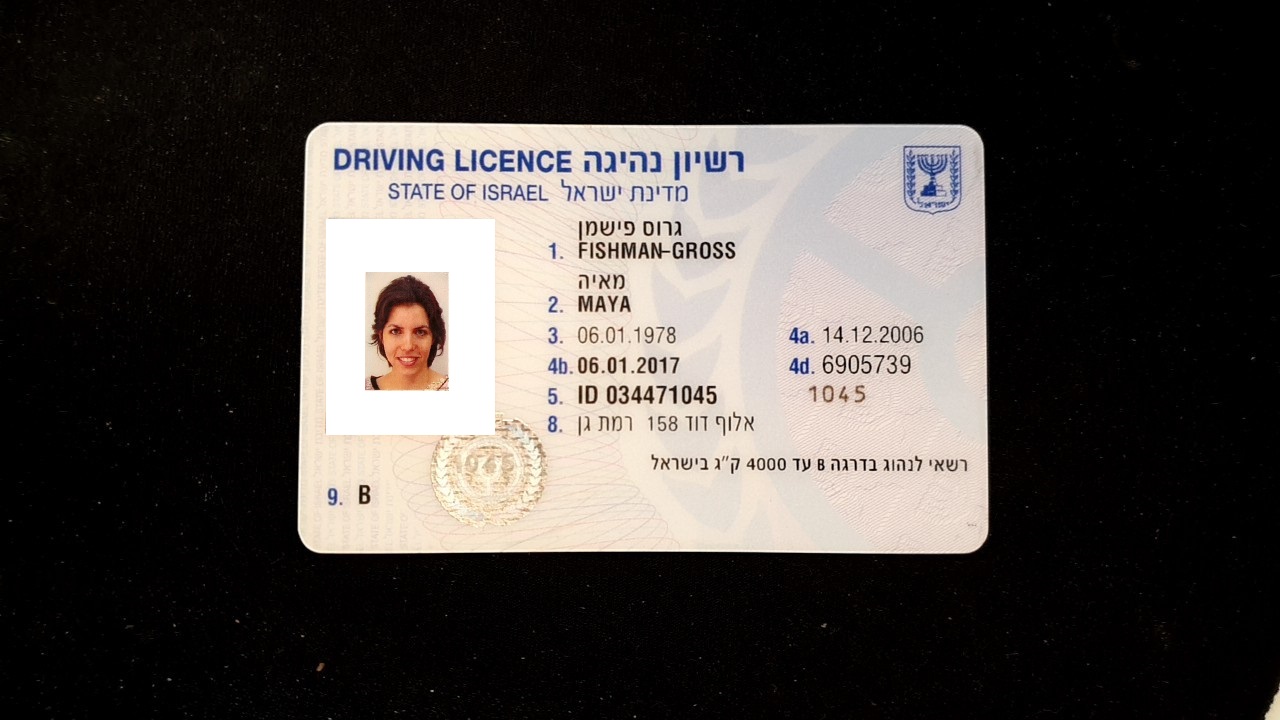 DRIVING LICENCE רשיון נהיגה
STATE OF ISRAEL מדינת ישראל
גרוס פישמן
1. FISHMAN-GROSS
מאיה
2. MAYA
3. 06.01.1978 4a. 14.12.2006
4b. 06.01.2017 4d. 6905739
5. ID 034471045 1045
8. אלוף דוד 158 רמת גן
רשאי לנהוג בדרגה B עד 4000 ק"ג בישראל
9. B
ישראל